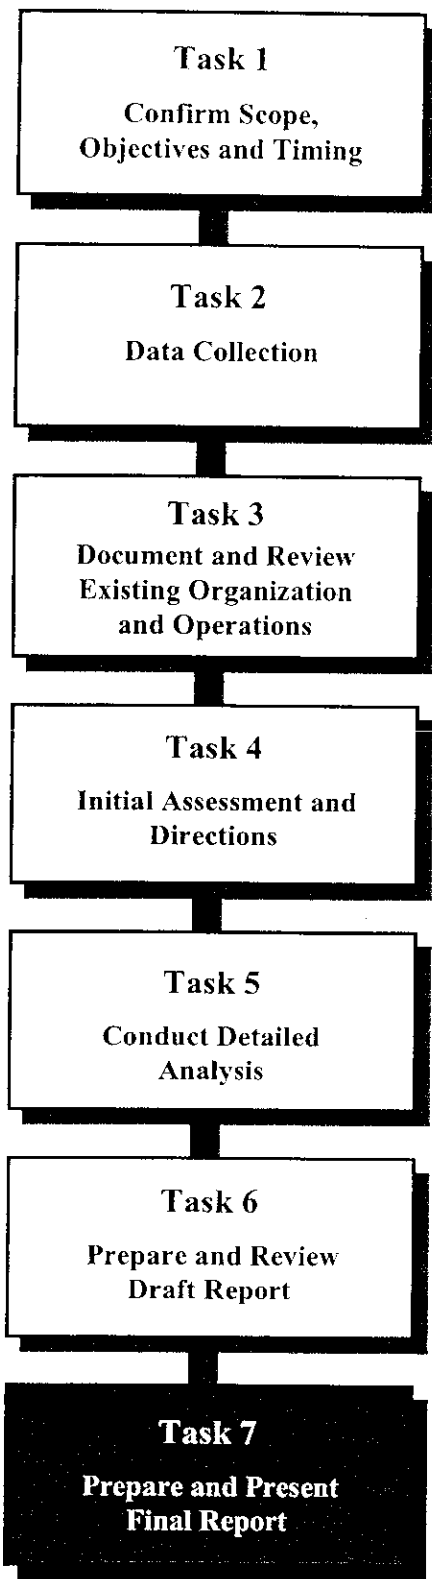 Task 1
Confirm Scope,
Objectives and Timing
Task 2
Data Collection
Task 3
Document and Review
Existing Organization
and Operations
Task 4
Initial Assessment and
Directions
Task 5
Conduct Detailed
Analysis
Task 6
Prepare and Review
Draft Report
Task 7
Prepare and Present
Final Report